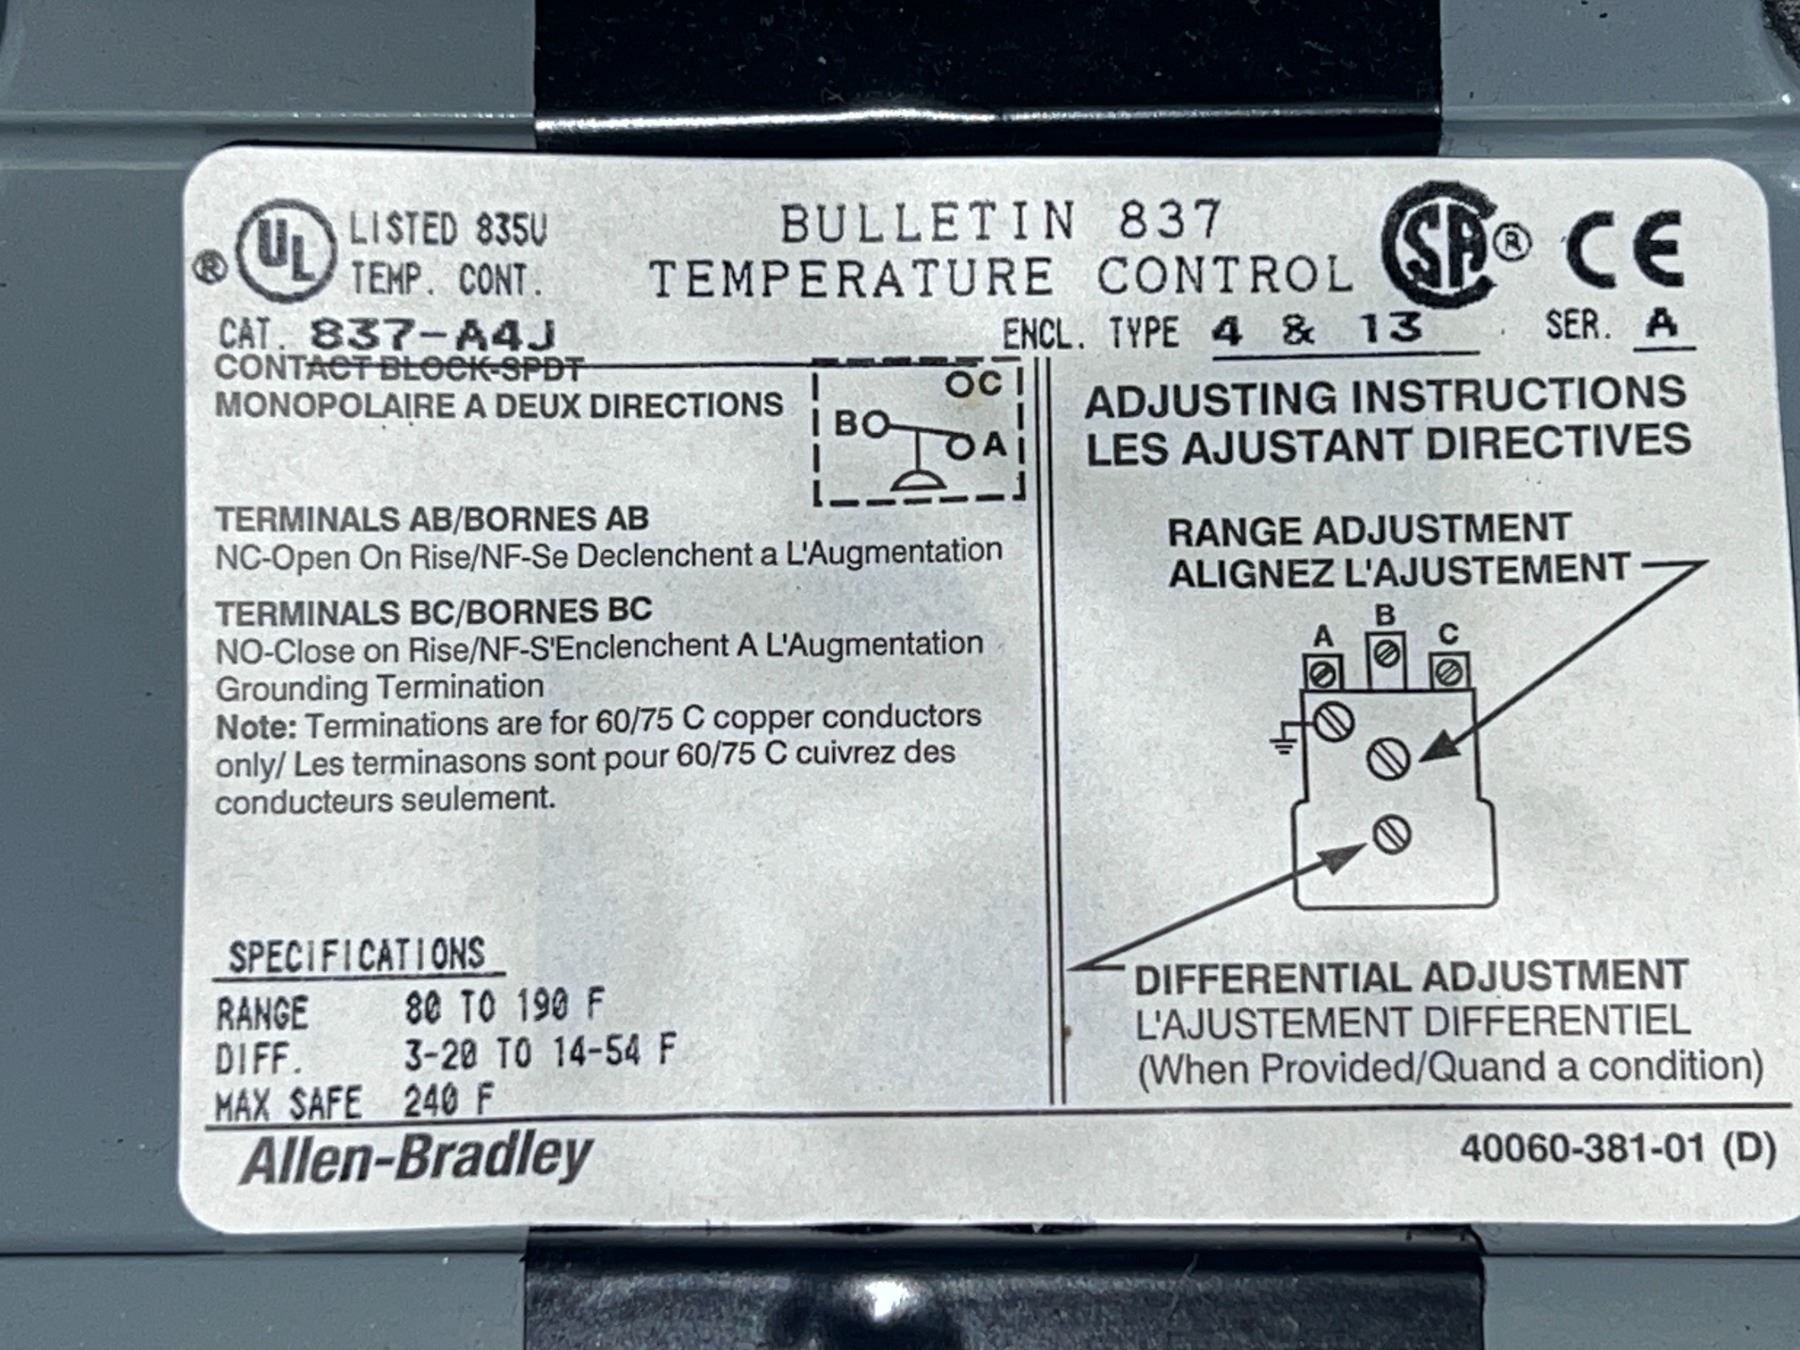 ® UL LISTED 835U
TEMP. CONT.
BULLETIN 837
TEMPERATURE CONTROL
CSA® CE
CAT. 837-A4J
ENCL. TYPE 4 & 13
SER. A
CONTACT BLOCK-SPDT
MONOPOLAIRE A DEUX DIRECTIONS
C
B
A
TERMINALS AB/BORNES AB
NC-Open On Rise/NF-Se Declenchent a L'Augmentation
TERMINALS BC/BORNES BC
NO-Close on Rise/NF-S'Enclenchent A L'Augmentation
Grounding Termination
Note: Terminations are for 60/75 C copper conductors
only/ Les terminasons sont pour 60/75 C cuivrez des
conducteurs seulement.
SPECIFICATIONS
RANGE 80 TO 190 F
DIFF. 3-20 TO 14-54 F
MAX SAFE 240 F
ADJUSTING INSTRUCTIONS
LES AJUSTANT DIRECTIVES
RANGE ADJUSTMENT
ALIGNEZ L'AJUSTEMENT
A B C
DIFFERENTIAL ADJUSTMENT
L'AJUSTEMENT DIFFERENTIEL
(When Provided/Quand a condition)
Allen-Bradley
40060-381-01 (D)